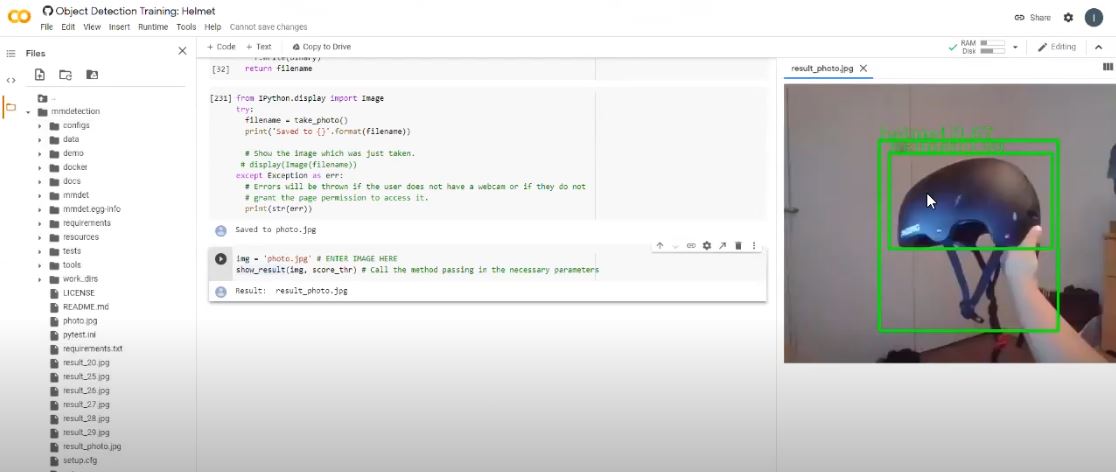 Object Detection Training: Helmet
File Edit View Insert Runtime Tools Help Cannot save changes
Share
I
Files
+ Code + Text Copy to Drive
RAM
Disk
Editing
..
mmdetection
configs
data
demo
docker
docs
mmdet
mmdet.egg-info
requirements
resources
tests
tools
work_dirs
LICENSE
README.md
photo.jpg
pytest.ini
requirements.txt
result_20.jpg
result_25.jpg
result_26.jpg
result_27.jpg
result_28.jpg
result_29.jpg
result_photo.jpg
setup.cfg
[32] return filename
[231] from IPython.display import Image
try:
filename = take_photo()
print('Saved to {}'.format(filename))
# Show the image which was just taken.
# display(Image(filename))
except Exception as err:
# Errors will be thrown if the user does not have a webcam or if they do not
# grant the page permission to access it.
print(str(err))
Saved to photo.jpg
img = 'photo.jpg' # ENTER IMAGE HERE
show_result(img, score_thr) # Call the method passing in the necessary parameters
Result: result_photo.jpg
result_photo.jpg